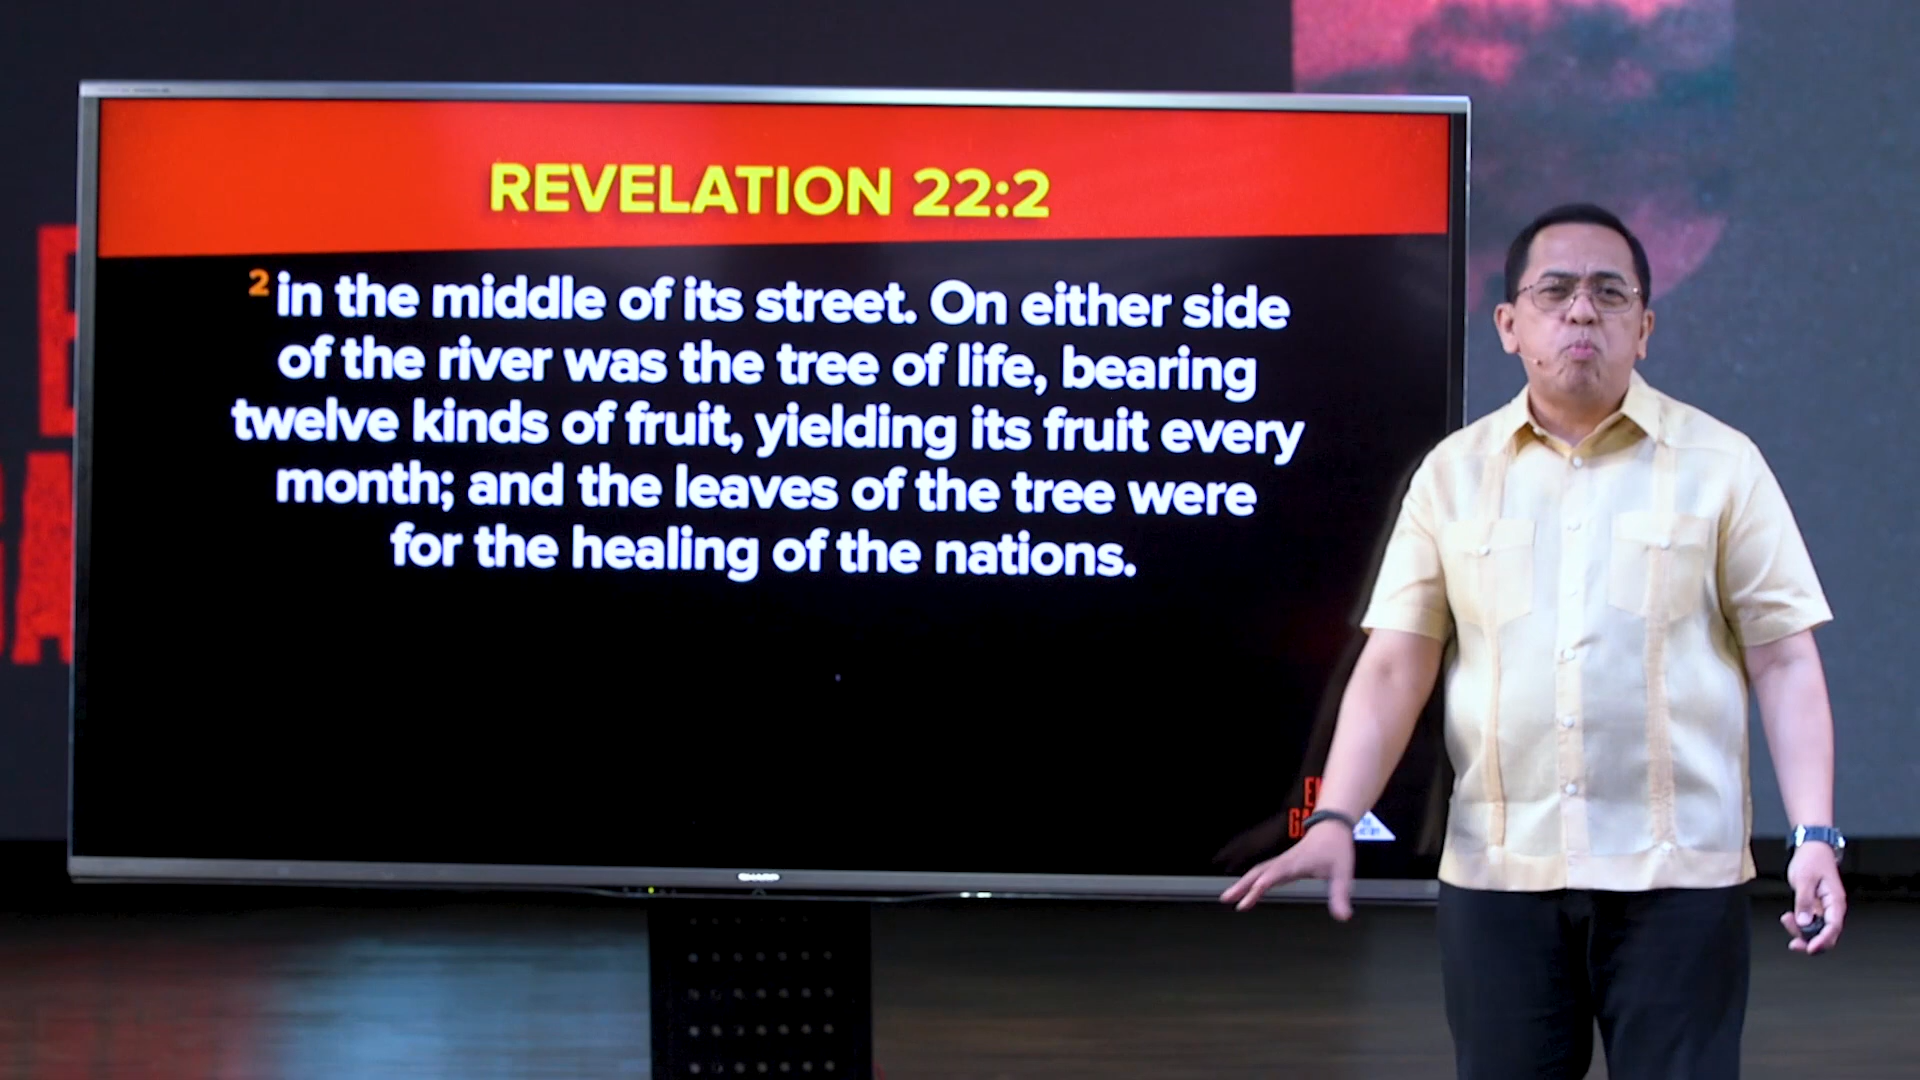 REVELATION 22:2
2 in the middle of its street. On either side
of the river was the tree of life, bearing
twelve kinds of fruit, yielding its fruit every
month; and the leaves of the tree were
for the healing of the nations.
SHARP